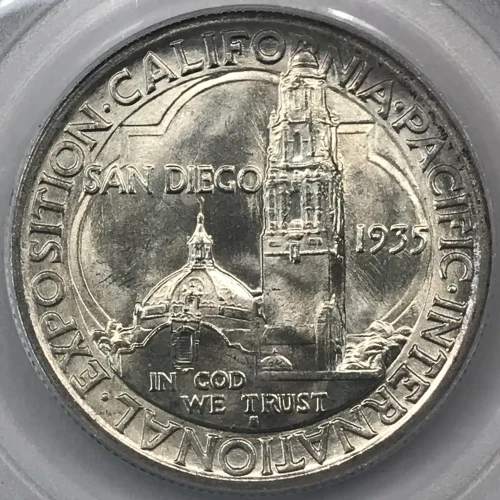 CALIFORNIA · PACIFIC · INTERNATIONAL · EXPOSITION ·
SAN DIEGO
1935
IN GOD
WE TRUST